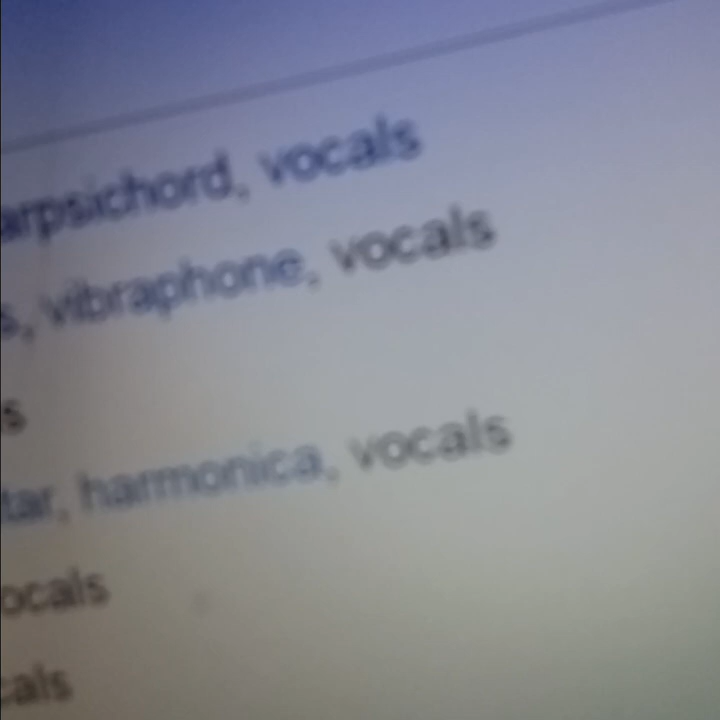 arpsichord, vocals
s, vibraphone, vocals
s
tar, harmonica, vocals
ocals
cals